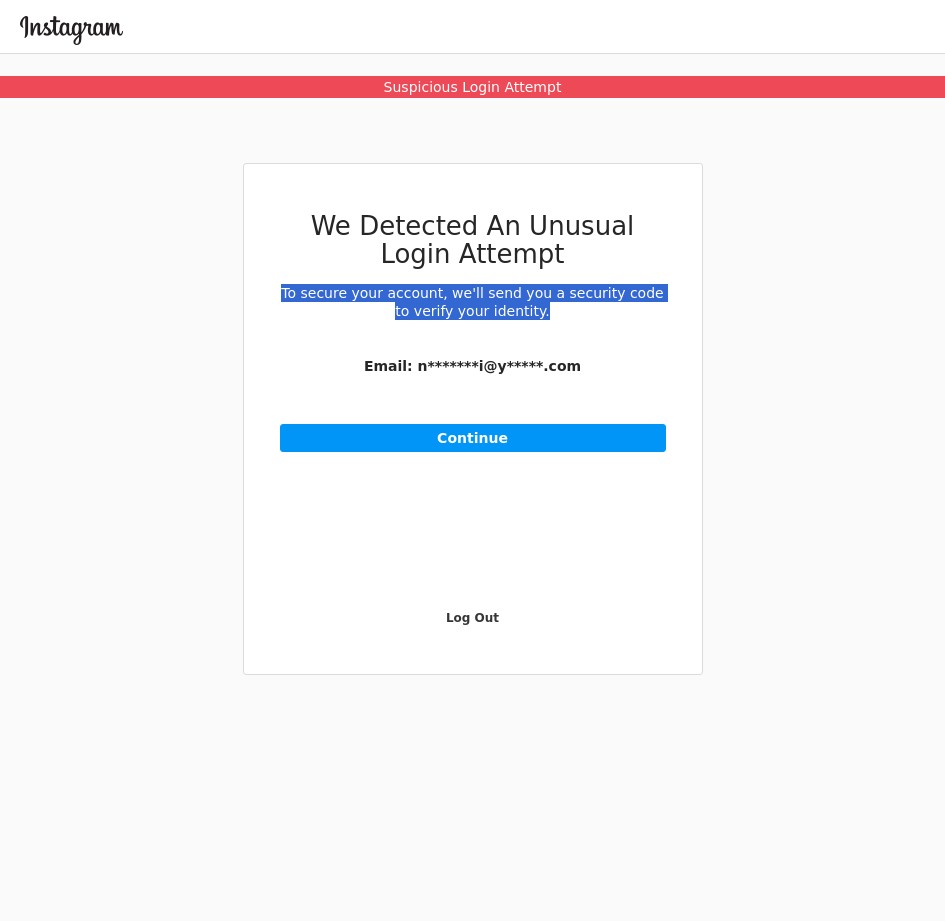 Instagram
Suspicious Login Attempt
We Detected An Unusual
Login Attempt
To secure your account, we'll send you a security code
to verify your identity.
Email: n*******i@y*****.com
Continue
Log Out